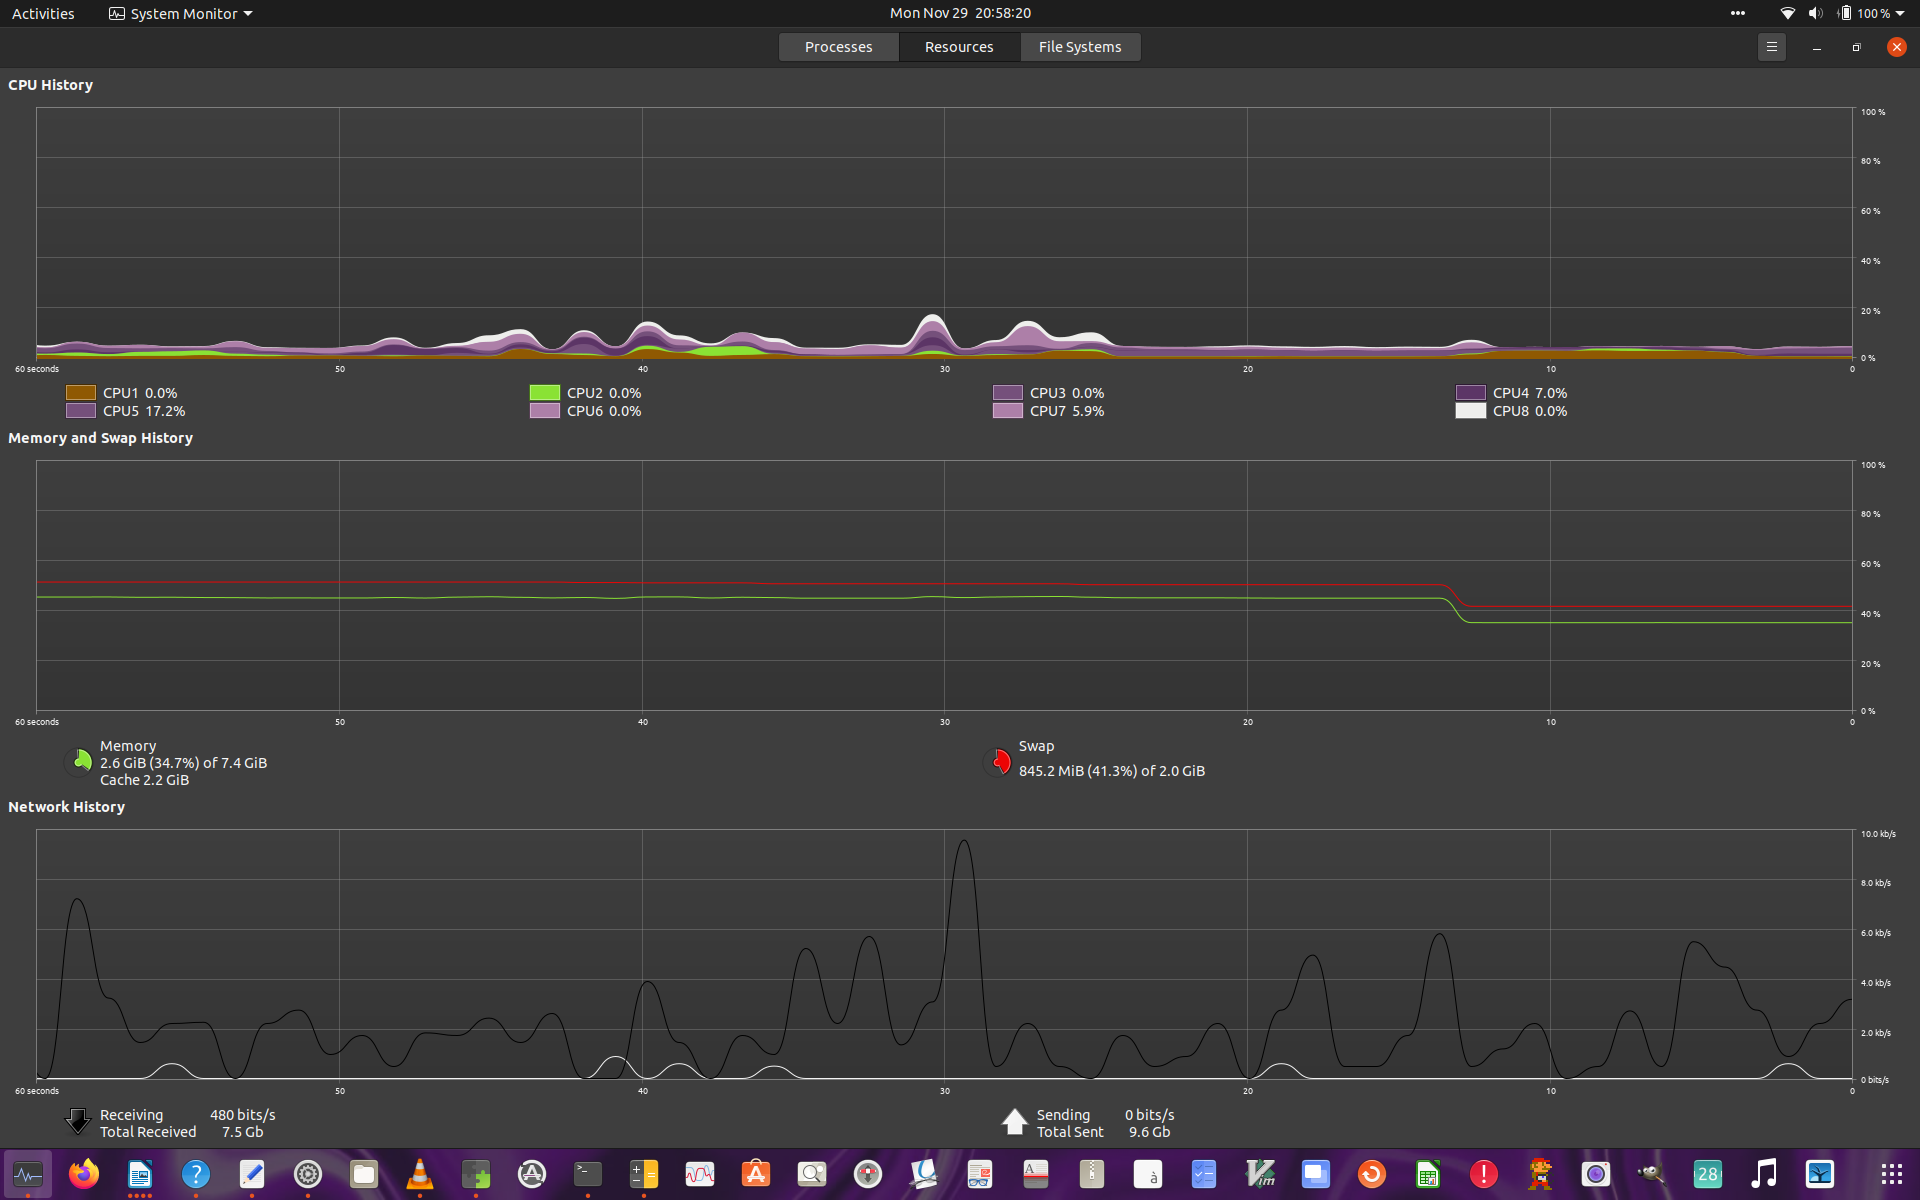 Activities System Monitor Mon Nov 29 20:58:20 100 %
Processes Resources File Systems
CPU History
100 %
80 %
60 %
40 %
20 %
0 %
60 seconds 50 40 30 20 10 0
CPU1 0.0% CPU2 0.0% CPU3 0.0% CPU4 7.0%
CPU5 17.2% CPU6 0.0% CPU7 5.9% CPU8 0.0%
Memory and Swap History
100 %
80 %
60 %
40 %
20 %
0 %
60 seconds 50 40 30 20 10 0
Memory
2.6 GiB (34.7%) of 7.4 GiB
Cache 2.2 GiB
Swap
845.2 MiB (41.3%) of 2.0 GiB
Network History
10.0 kb/s
8.0 kb/s
6.0 kb/s
4.0 kb/s
2.0 kb/s
0 bits/s
60 seconds 50 40 30 20 10 0
Receiving 480 bits/s
Total Received 7.5 Gb
Sending 0 bits/s
Total Sent 9.6 Gb
? >_ A à Vim ! 28